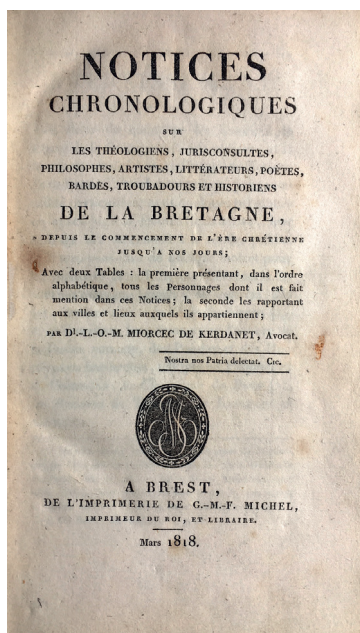 NOTICES
CHRONOLOGIQUES
SUR
LES THÉOLOGIENS, JURISCONSULTES,
PHILOSOPHES, ARTISTES, LITTÉRATEURS, POËTES,
BARDES, TROUBADOURS ET HISTORIENS
DE LA BRETAGNE,
DEPUIS LE COMMENCEMENT DE L'ÈRE CHRÉTIENNE
JUSQU'A NOS JOURS;
Avec deux Tables : la première présentant, dans l'ordre
alphabétique, tous les Personnages dont il est fait
mention dans ces Notices; la seconde les rapportant
aux villes et lieux auxquels ils appartiennent;
PAR Dl.-L.-O.-M. MIORCEC DE KERDANET, Avocat.
Nostra nos Patria delectat. Cic.
A BREST,
DE L'IMPRIMERIE DE G.-M.-F. MICHEL,
IMPRIMEUR DU ROI, ET LIBRAIRE.
Mars 1818.